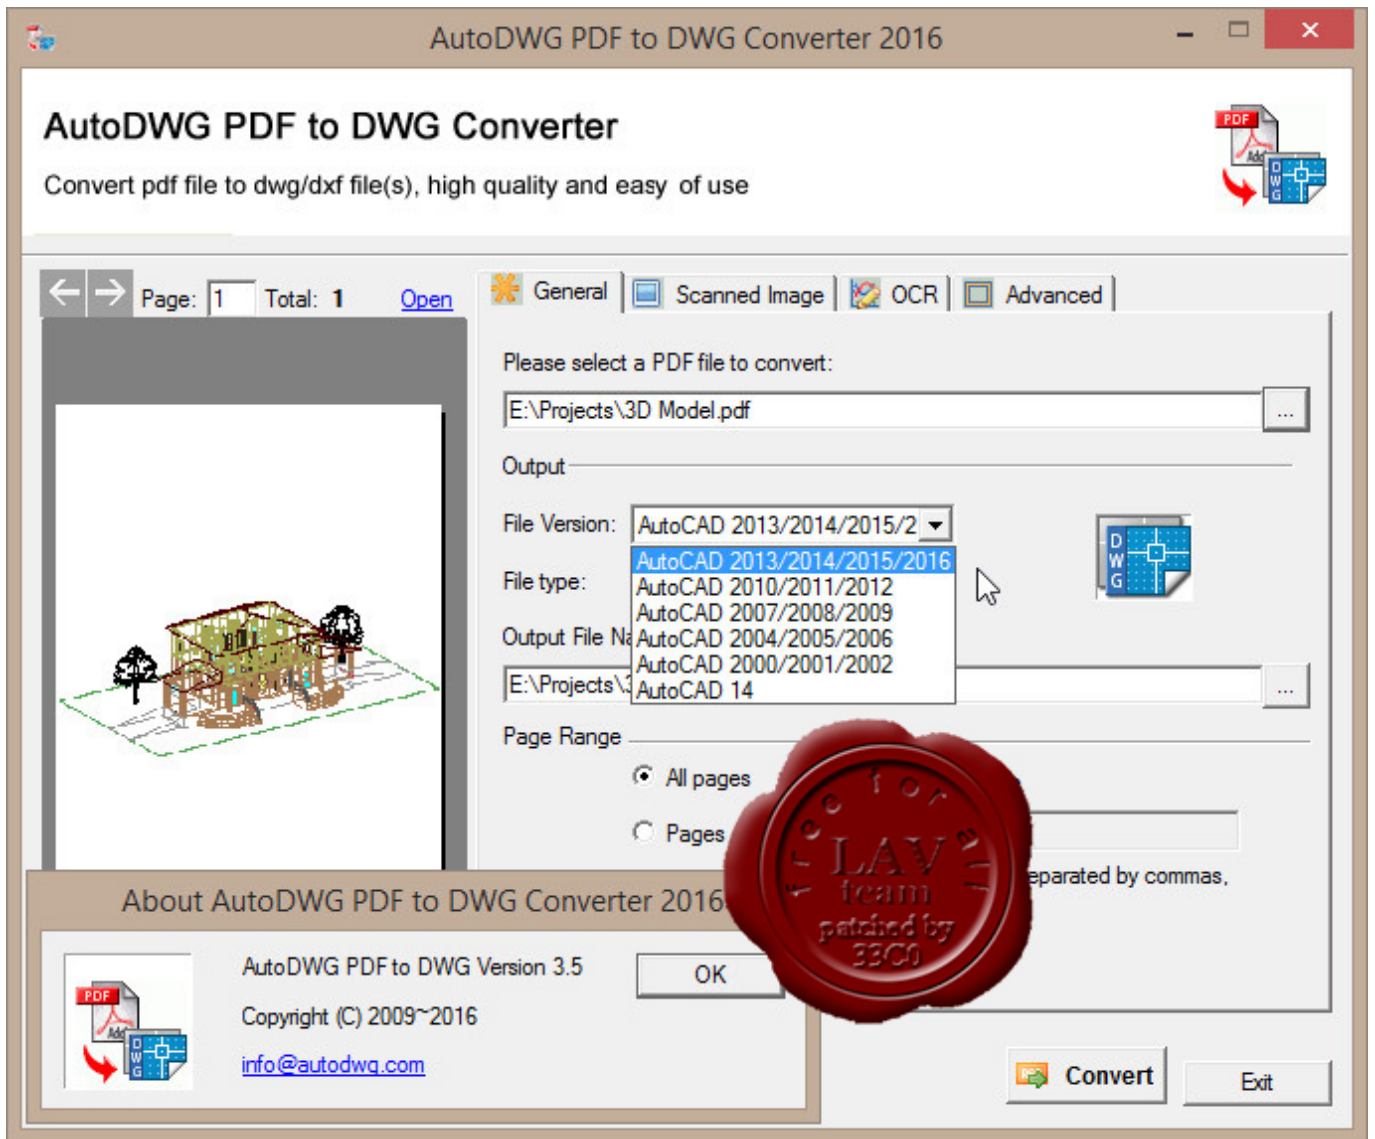 AutoDWG PDF to DWG Converter 2016
AutoDWG PDF to DWG Converter
Convert pdf file to dwg/dxf file(s), high quality and easy of use
PDF
DWG
Page: 1 Total: 1 Open
General Scanned Image OCR Advanced
Please select a PDF file to convert:
E:\Projects\3D Model.pdf ...
Output
File Version: AutoCAD 2013/2014/2015/2
AutoCAD 2013/2014/2015/2016
AutoCAD 2010/2011/2012
AutoCAD 2007/2008/2009
AutoCAD 2004/2005/2006
AutoCAD 2000/2001/2002
AutoCAD 14
DWG
File type:
Output File Na
E:\Projects\3 ...
Page Range
All pages
Pages
eparated by commas,
free for all
LAV
team
patched by
33C0
About AutoDWG PDF to DWG Converter 2016
PDF
DWG
AutoDWG PDF to DWG Version 3.5
Copyright (C) 2009~2016
info@autodwg.com
OK
Convert
Exit